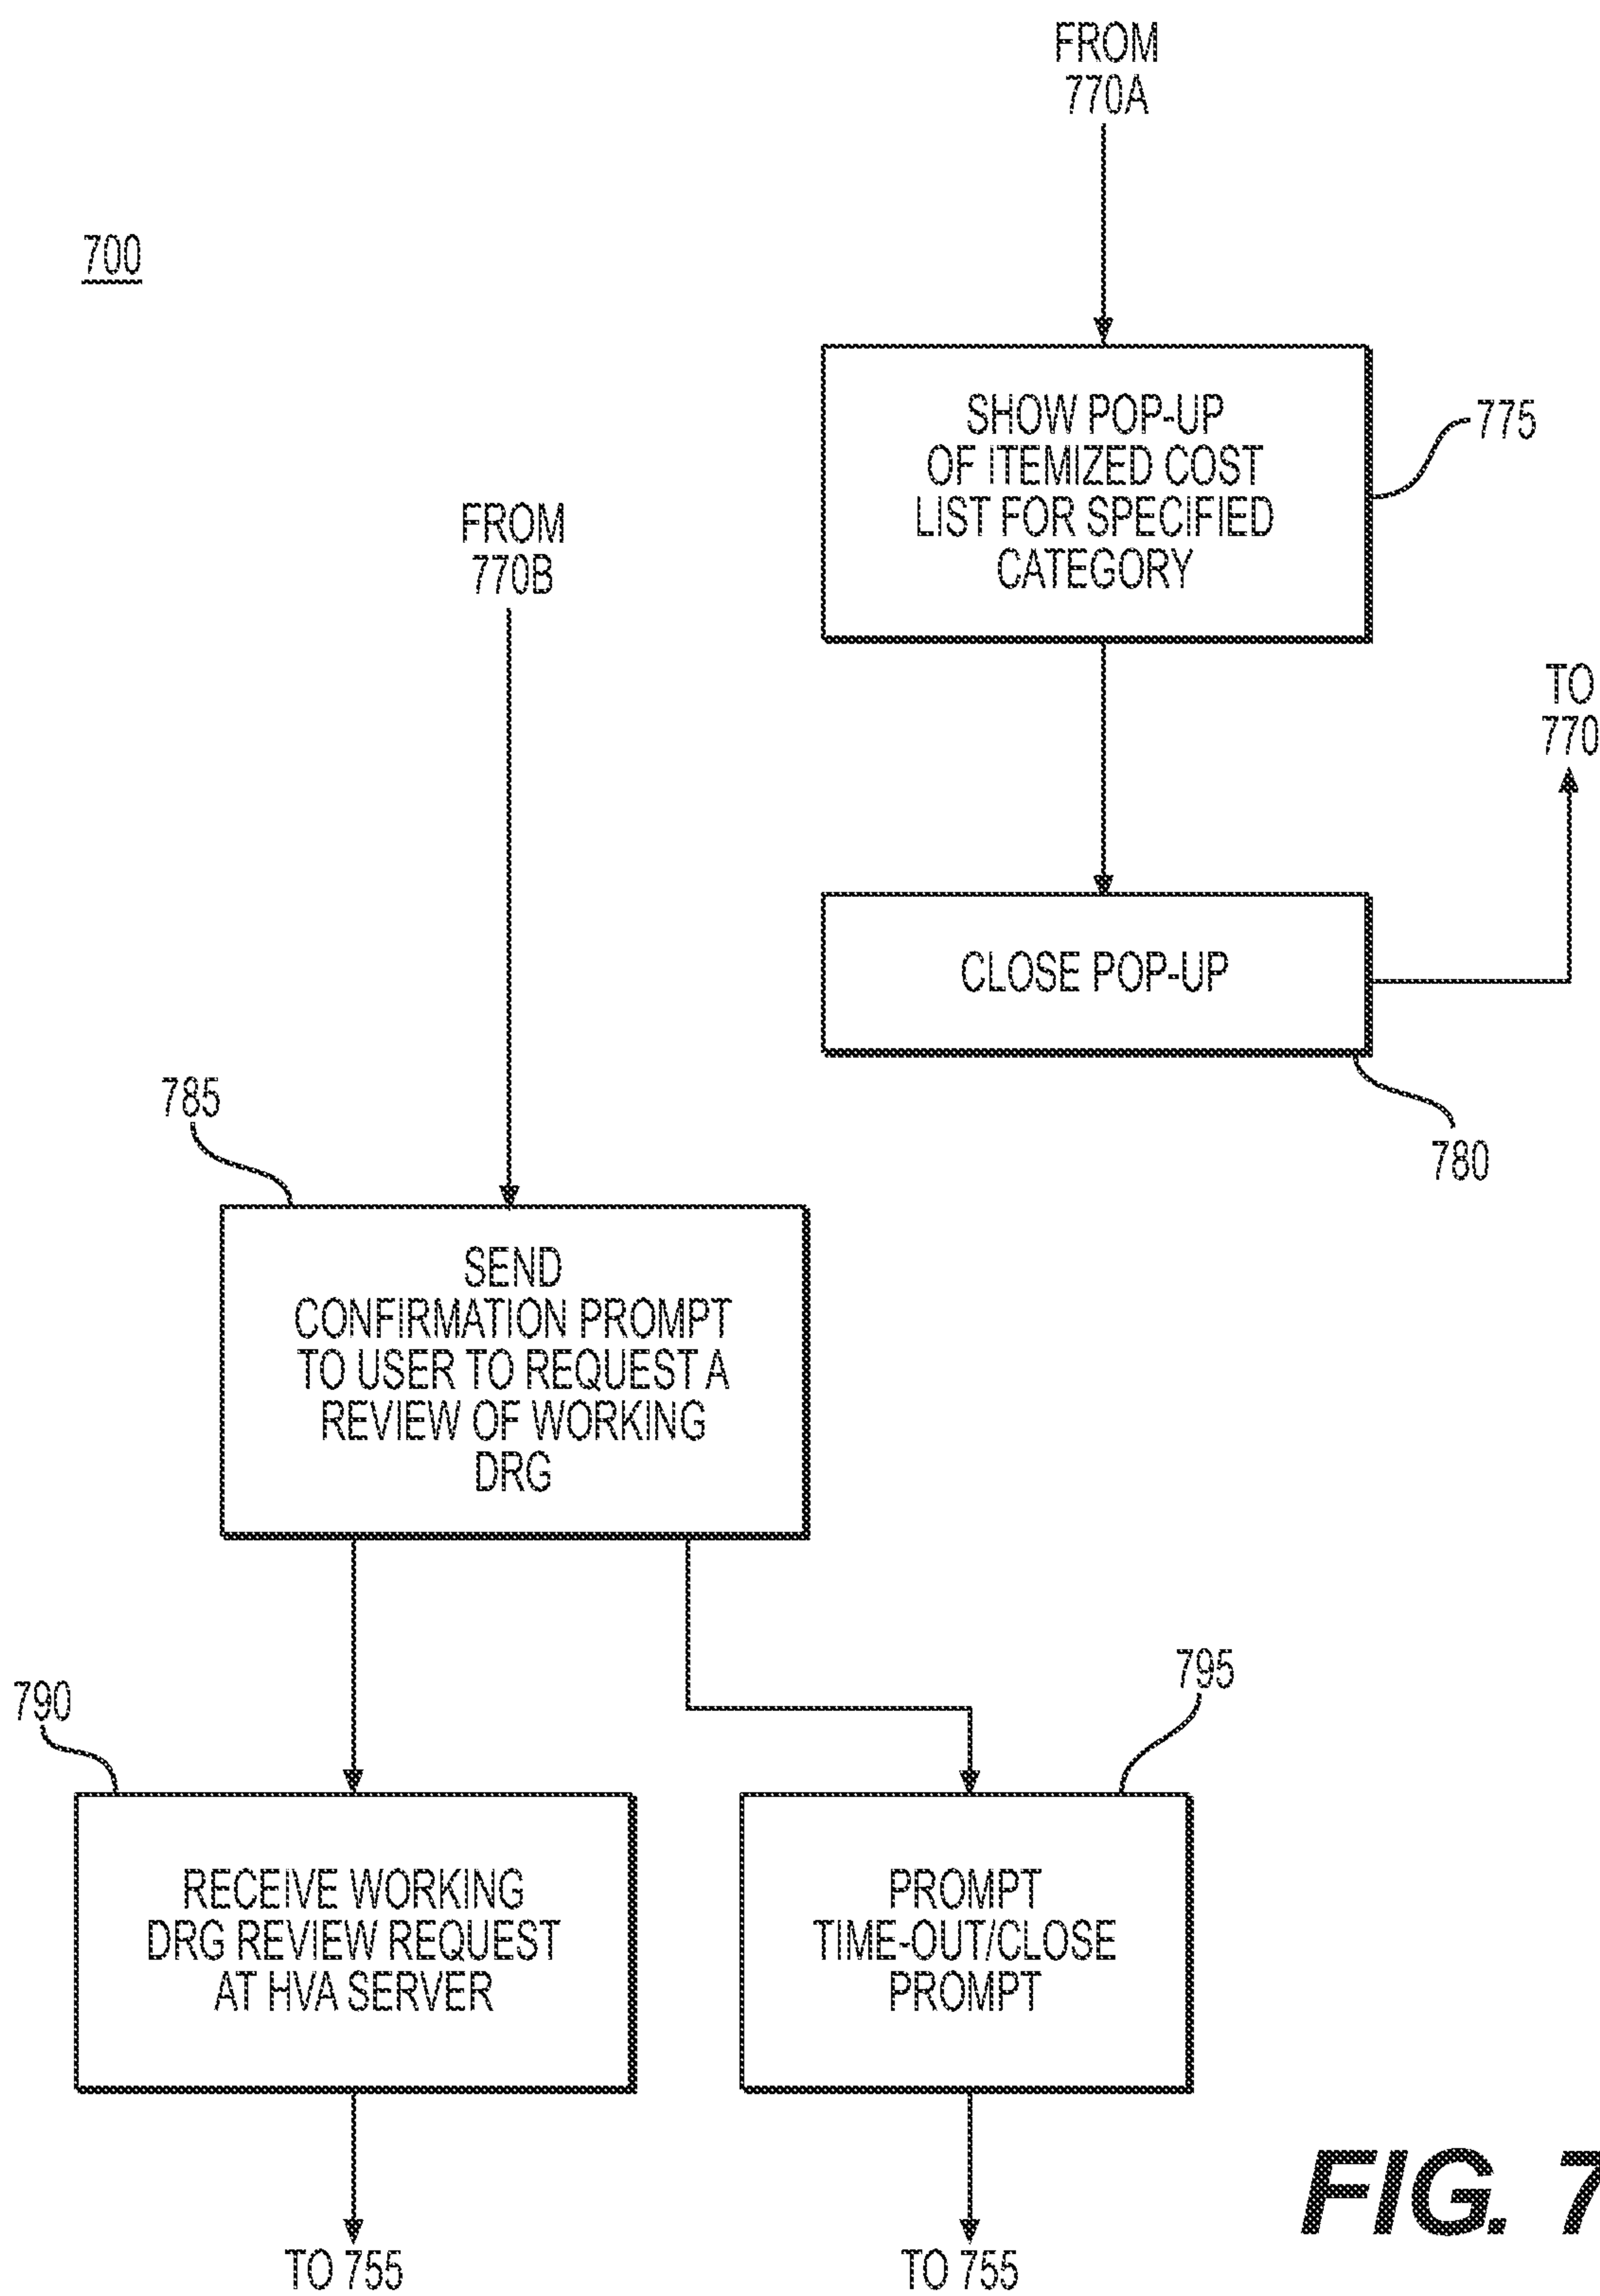 FROM
770A
700
SHOW POP-UP
OF ITEMIZED COST
LIST FOR SPECIFIED
CATEGORY
775
FROM
770B
TO
770
CLOSE POP-UP
780
785
SEND
CONFIRMATION PROMPT
TO USER TO REQUEST A
REVIEW OF WORKING
DRG
790
795
RECEIVE WORKING
DRG REVIEW REQUEST
AT HVA SERVER
PROMPT
TIME-OUT/CLOSE
PROMPT
TO 755
TO 755
FIG. 7